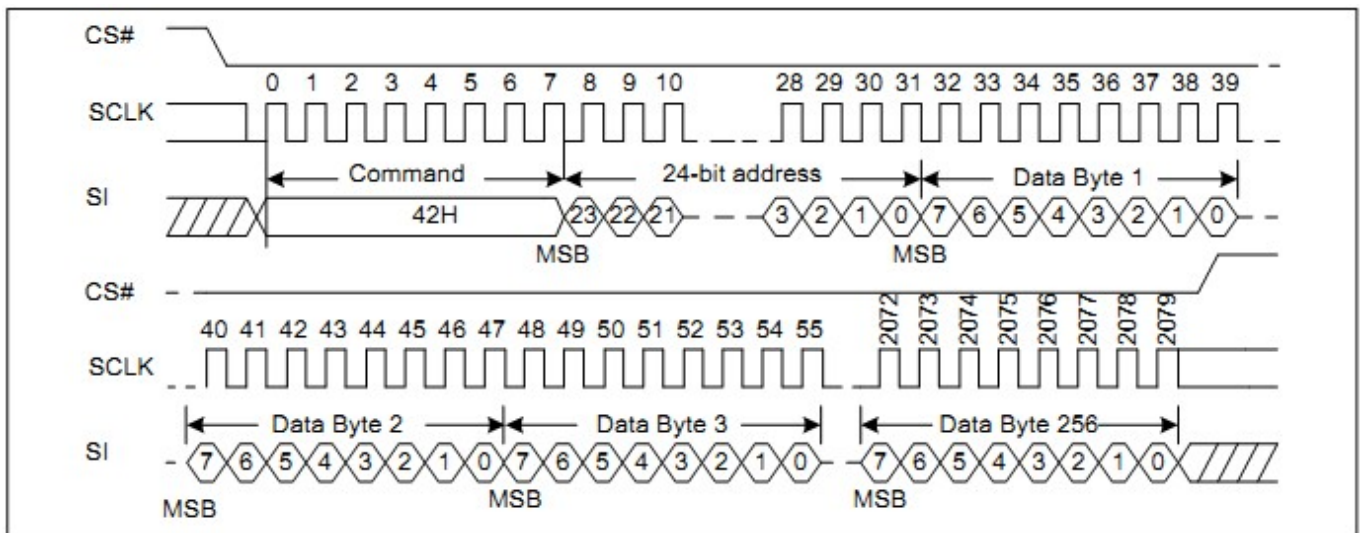 CS#
0 1 2 3 4 5 6 7 8 9 10 28 29 30 31 32 33 34 35 36 37 38 39
SCLK
Command 24-bit address Data Byte 1
SI
42H 23 22 21 3 2 1 0 7 6 5 4 3 2 1 0
MSB MSB
CS#
40 41 42 43 44 45 46 47 48 49 50 51 52 53 54 55 2072 2073 2074 2075 2076 2077 2078 2079
SCLK
Data Byte 2 Data Byte 3 Data Byte 256
SI
7 6 5 4 3 2 1 0 7 6 5 4 3 2 1 0 7 6 5 4 3 2 1 0
MSB MSB MSB